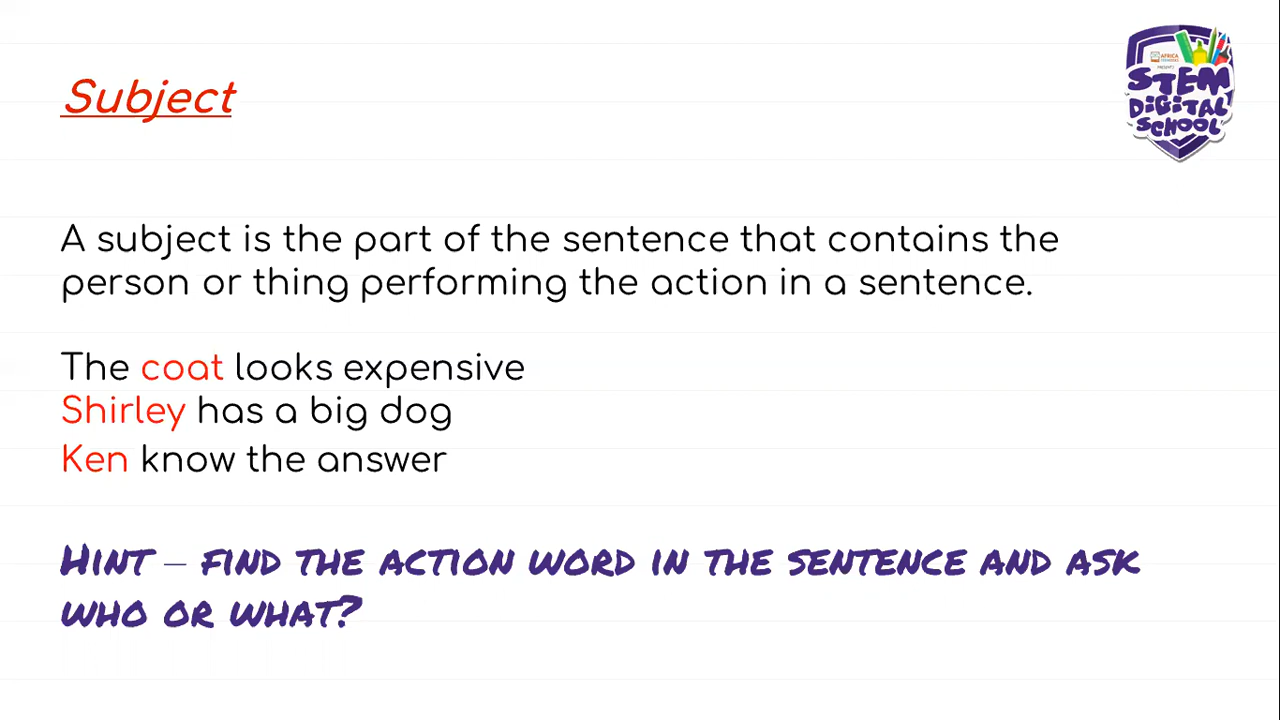 Subject
AFRICA
STEM
DIGITAL
SCHOOL
A subject is the part of the sentence that contains the
person or thing performing the action in a sentence.
The coat looks expensive
Shirley has a big dog
Ken know the answer
HINT – FIND THE ACTION WORD IN THE SENTENCE AND ASK
WHO OR WHAT?